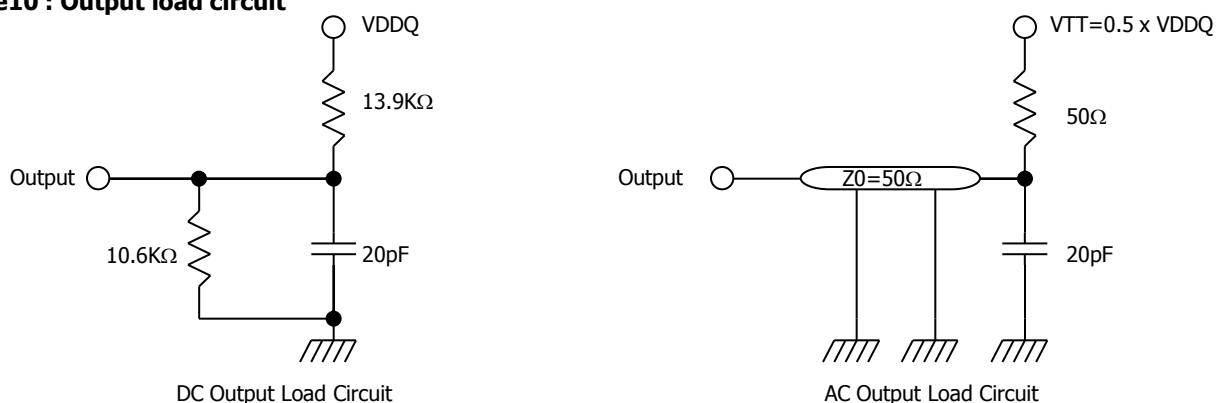 e10 : Output load circuit
VDDQ
13.9KΩ
Output
10.6KΩ
20pF
DC Output Load Circuit
VTT=0.5 x VDDQ
50Ω
Output
Z0=50Ω
20pF
AC Output Load Circuit